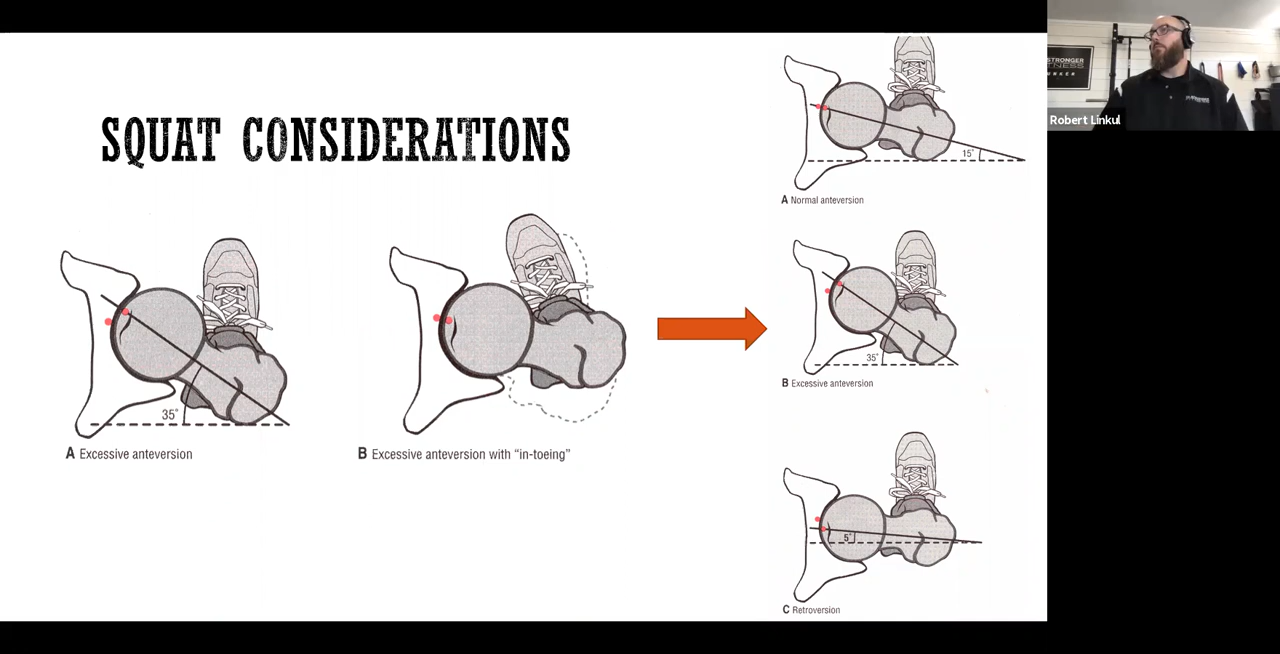 SQUAT CONSIDERATIONS
35°
A Excessive anteversion
B Excessive anteversion with “in-toeing”
15°
A Normal anteversion
35°
B Excessive anteversion
5°
C Retroversion
STRONGER
Robert Linkul